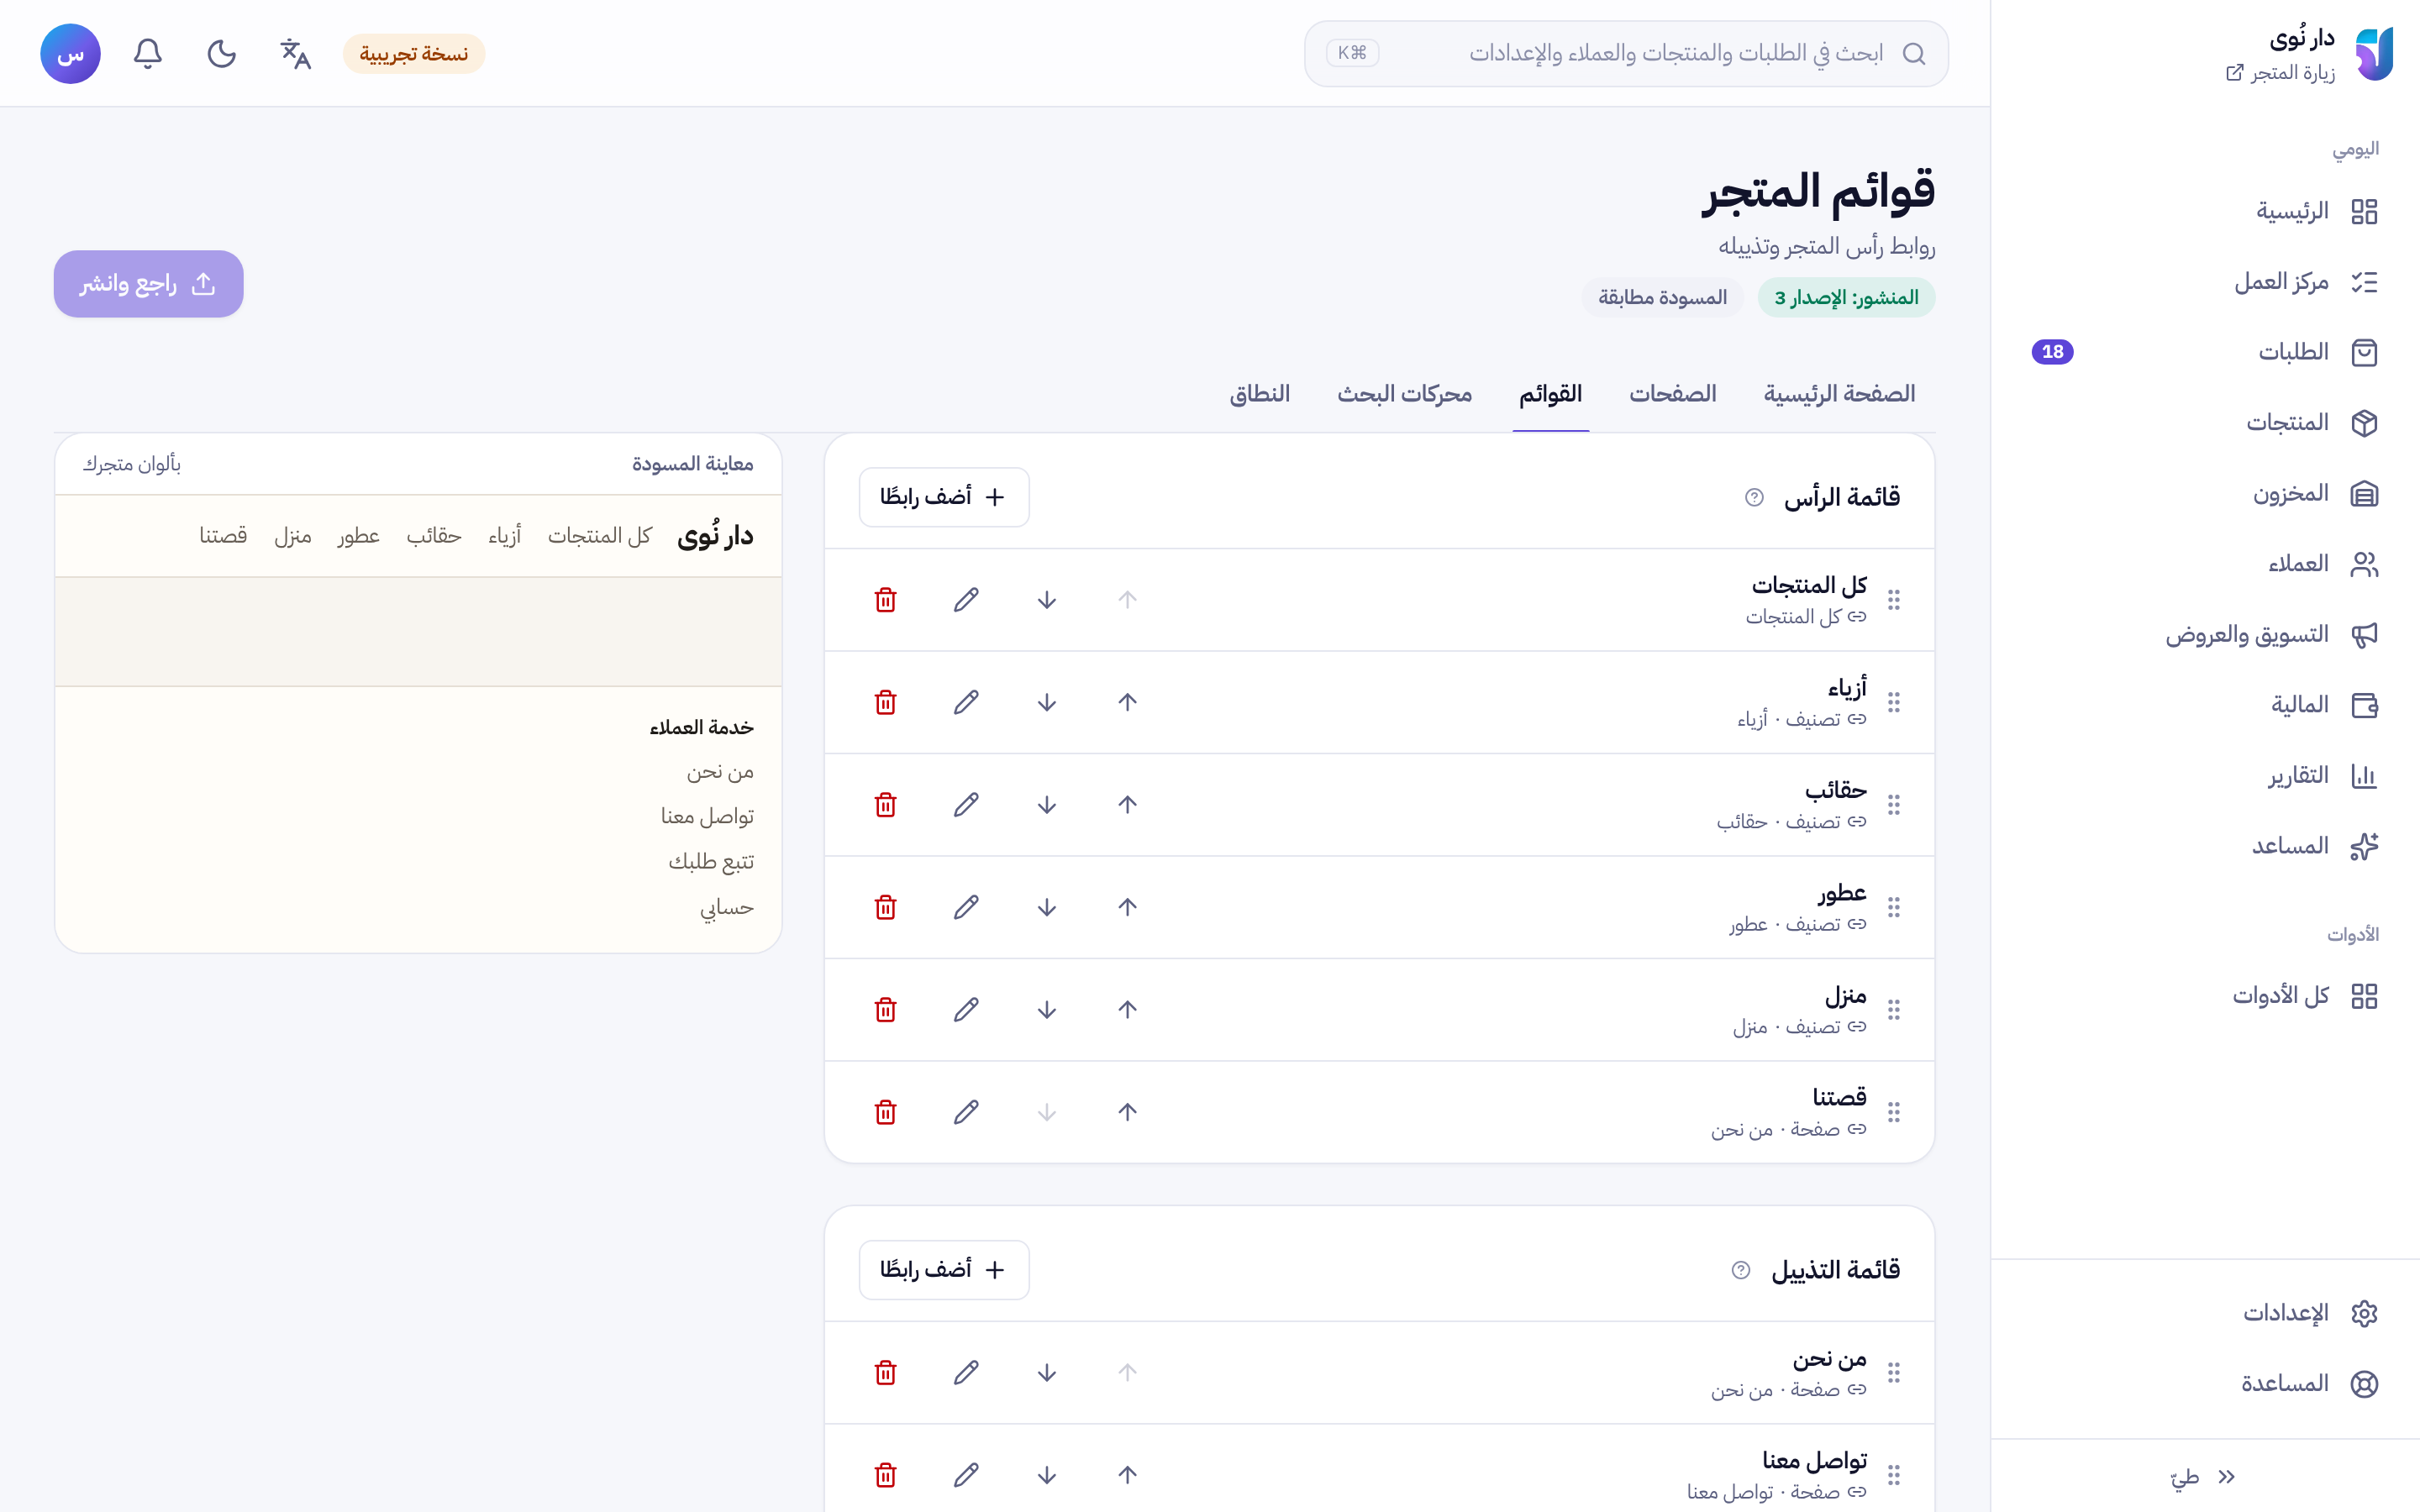 دار نُوى
زيارة المتجر
اليومي
الرئيسية
مركز العمل
الطلبات
18
المنتجات
المخزون
العملاء
التسويق والعروض
المالية
التقارير
المساعد
الأدوات
كل الأدوات
الإعدادات
المساعدة
طيّ
ابحث في الطلبات والمنتجات والعملاء والإعدادات
⌘K
نسخة تجريبية
س
قوائم المتجر
روابط رأس المتجر وتذييله
المنشور: الإصدار 3
المسودة مطابقة
راجع وانشر
الصفحة الرئيسية
الصفحات
القوائم
محركات البحث
النطاق
قائمة الرأس
أضف رابطًا
كل المنتجات
كل المنتجات
أزياء
تصنيف · أزياء
حقائب
تصنيف · حقائب
عطور
تصنيف · عطور
منزل
تصنيف · منزل
قصتنا
صفحة · من نحن
قائمة التذييل
أضف رابطًا
من نحن
صفحة · من نحن
تواصل معنا
صفحة · تواصل معنا
معاينة المسودة
بألوان متجرك
دار نُوى كل المنتجات أزياء حقائب عطور منزل قصتنا
خدمة العملاء
من نحن
تواصل معنا
تتبع طلبك
حسابي